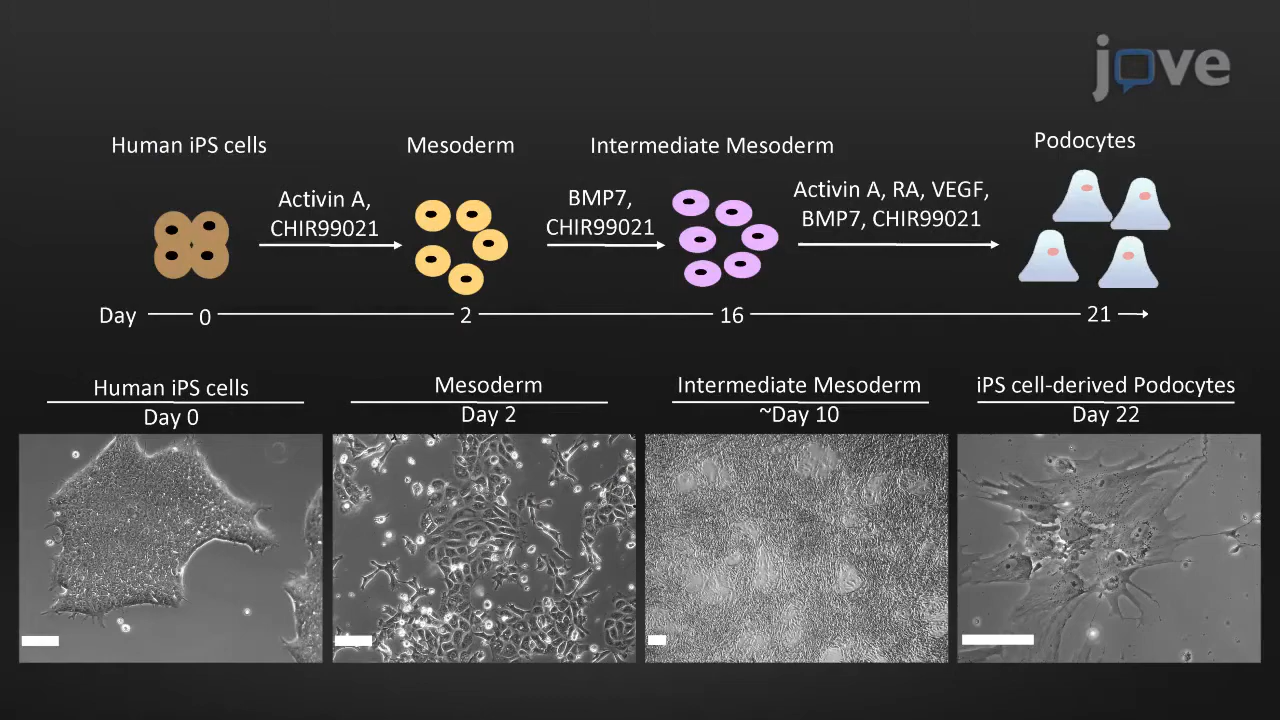 jove
Human iPS cells
Mesoderm
Intermediate Mesoderm
Podocytes
Activin A,
CHIR99021
BMP7,
CHIR99021
Activin A, RA, VEGF,
BMP7, CHIR99021
Day 0 2 16 21
Human iPS cells
Day 0
Mesoderm
Day 2
Intermediate Mesoderm
~Day 10
iPS cell-derived Podocytes
Day 22